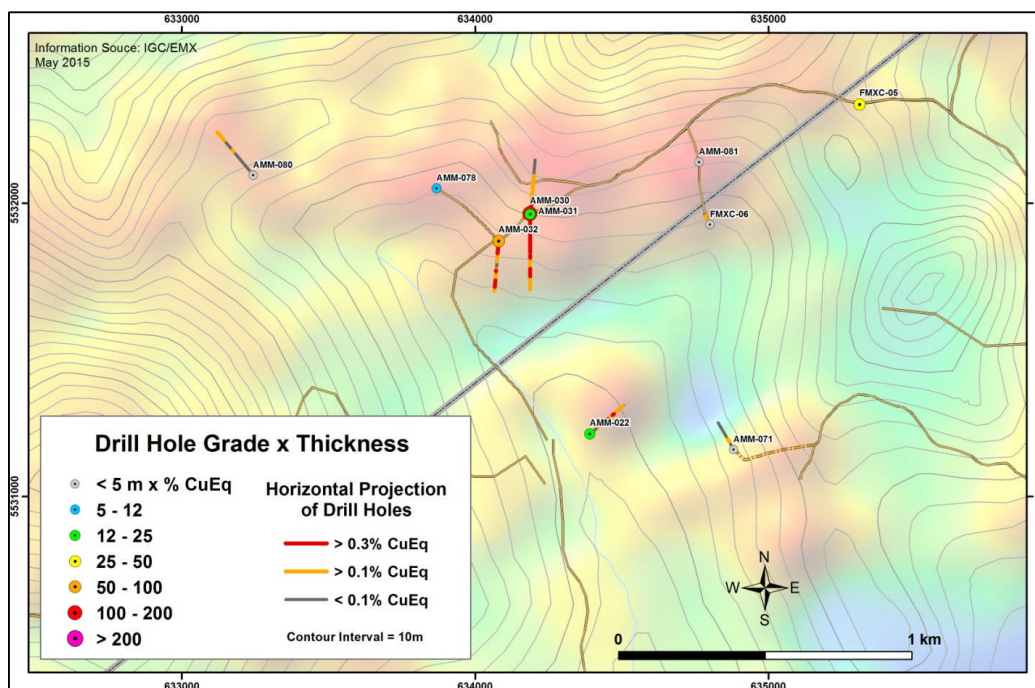 633000
634000
635000
Information Souce: IGC/EMX
May 2015
FMXC-05
AMM-081
AMM-080
AMM-078
5532000
5532000
AMM-030
AMM-031
FMXC-06
AMM-032
AMM-022
AMM-071
5531000
5531000
Drill Hole Grade x Thickness
< 5 m x % CuEq
5 - 12
12 - 25
25 - 50
50 - 100
100 - 200
> 200
Horizontal Projection
of Drill Holes
> 0.3% CuEq
> 0.1% CuEq
< 0.1% CuEq
Contour Interval = 10m
N
W
E
S
0
1 km
633000
634000
635000